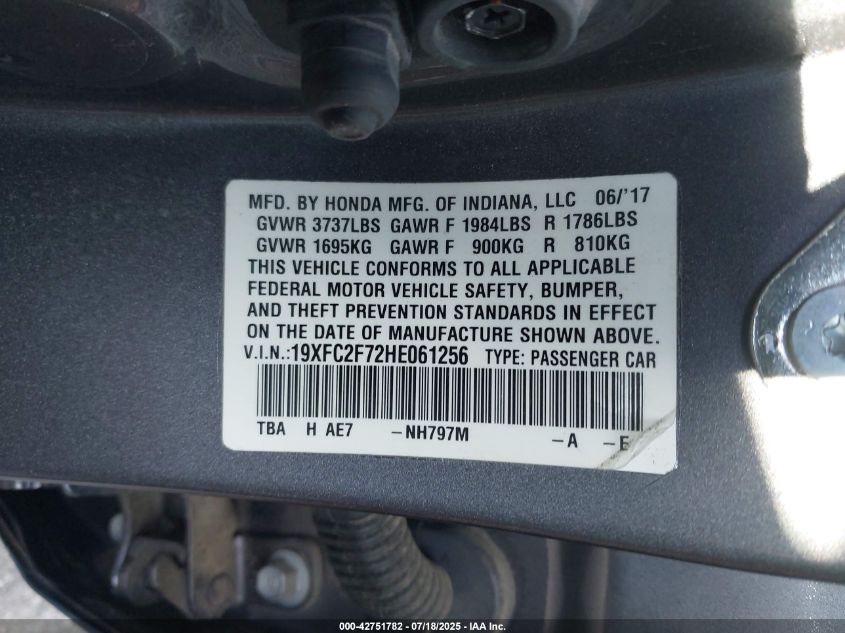 MFD. BY HONDA MFG. OF INDIANA, LLC 06/'17
GVWR 3737LBS GAWR F 1984LBS R 1786LBS
GVWR 1695KG GAWR F 900KG R 810KG
THIS VEHICLE CONFORMS TO ALL APPLICABLE
FEDERAL MOTOR VEHICLE SAFETY, BUMPER,
AND THEFT PREVENTION STANDARDS IN EFFECT
ON THE DATE OF MANUFACTURE SHOWN ABOVE.
V.I.N.:19XFC2F72HE061256 TYPE: PASSENGER CAR
TBA H AE7 -NH797M -A -E
000-42751782 - 07/18/2025 - IAA Inc.